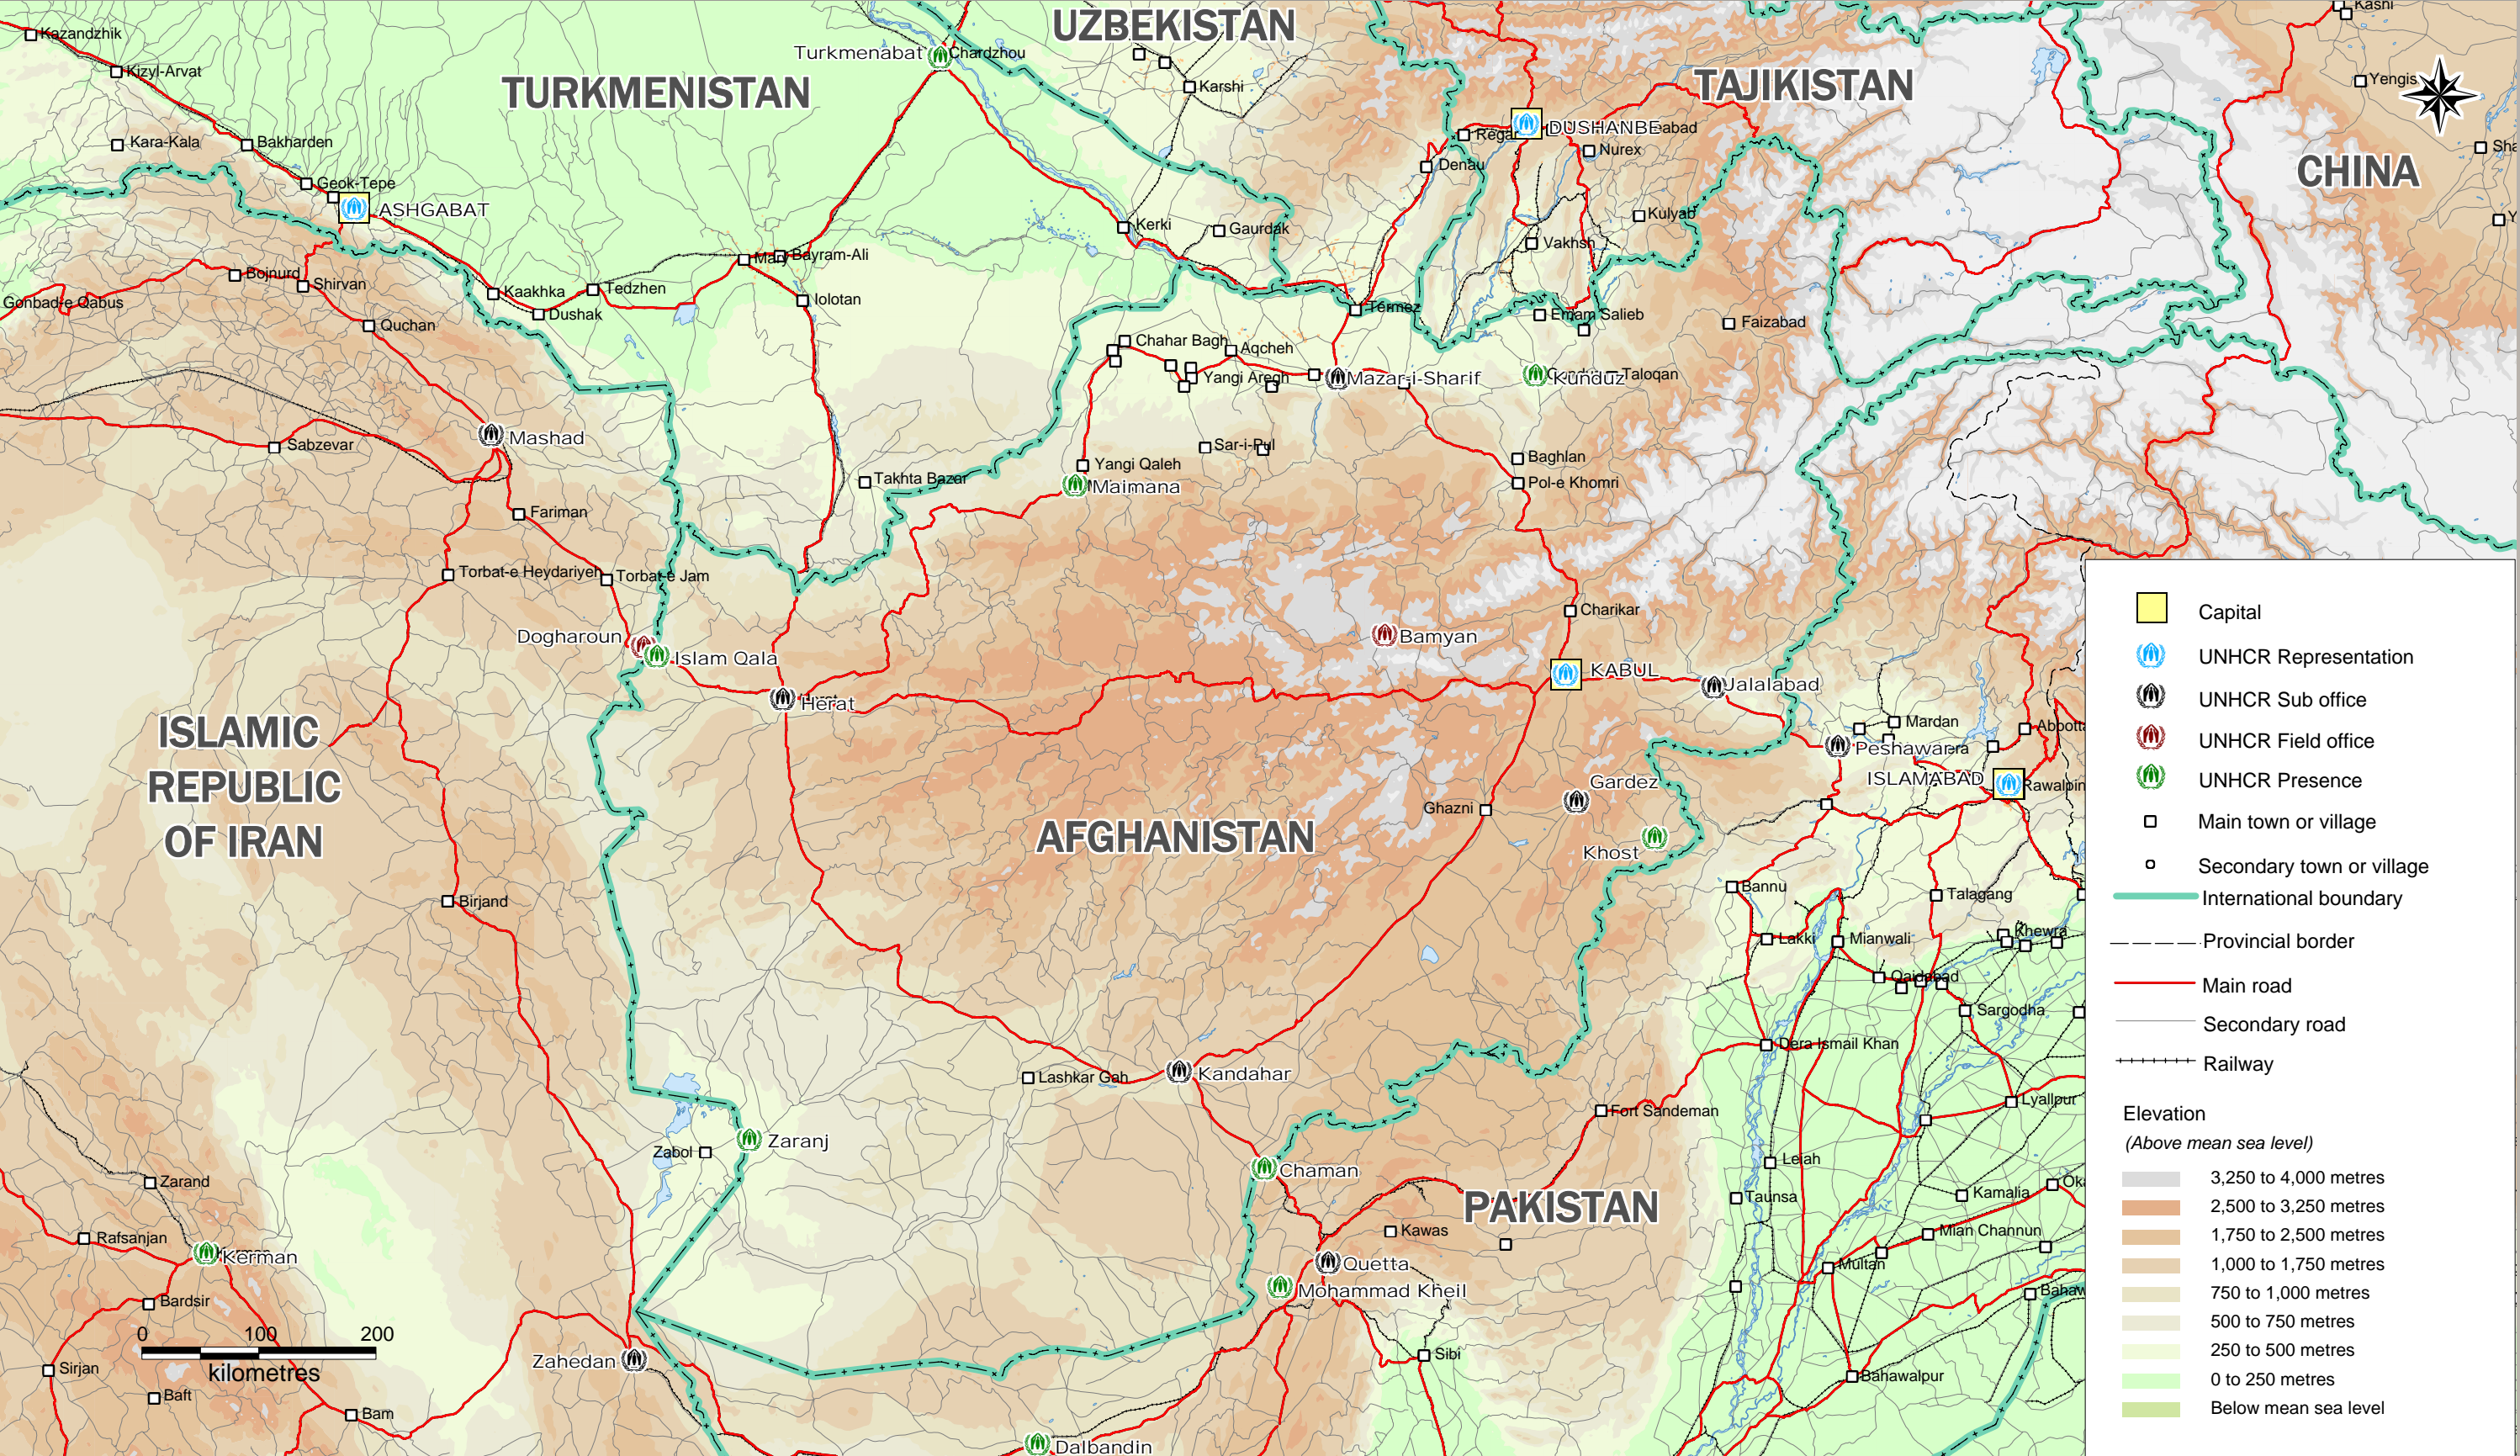 UZBEKISTAN
Kashi
Kazandzhik
Turkmenabat
Chardzhou
Kizyl-Arvat
TURKMENISTAN
TAJIKISTAN
Yengis
Karshi
CHINA
DUSHANBE
Regar
Nurex
Kara-Kala
Bakharden
Denau
Geok-Tepe
ASHGABAT
Kulyab
Kerki
Gaurdak
Vakhsh
Mary
Bayram-Ali
Bojnurd
Shirvan
Kaakhka
Tedzhen
Iolotan
Gonbad-e Qabus
Dushak
Termez
Emam Salieb
Faizabad
Quchan
Chahar Bagh
Aqcheh
Yangi Aregh
Mazar-i-Sharif
Kunduz
Taloqan
Mashad
Sabzevar
Sar-i-Pul
Baghlan
Yangi Qaleh
Takhta Bazar
Maimana
Pol-e Khomri
Fariman
Torbat-e Heydariyeh
Torbat-e Jam
Charikar
Dogharoun
Islam Qala
Bamyan
KABUL
Jalalabad
Herat
ISLAMIC
REPUBLIC
OF IRAN
Mardan
Peshawar
ISLAMABAD
Gardez
Ghazni
AFGHANISTAN
Khost
Birjand
Bannu
Talagang
Lakki
Mianwali
Khewra
Qaidabad
Sargodha
Dera Ismail Khan
Lashkar Gah
Kandahar
Fort Sandeman
Lyallpur
Zabol
Zaranj
Leiah
Chaman
Zarand
Taunsa
Kamalia
PAKISTAN
Rafsanjan
Kawas
Mian Channun
Kerman
Quetta
Multan
Mohammad Kheil
Bardsir
0 100 200
kilometres
Sirjan
Zahedan
Sibi
Bahawalpur
Baft
Bam
Dalbandin
Capital
UNHCR Representation
UNHCR Sub office
UNHCR Field office
UNHCR Presence
Main town or village
Secondary town or village
International boundary
Provincial border
Main road
Secondary road
Railway
Elevation
(Above mean sea level)
3,250 to 4,000 metres
2,500 to 3,250 metres
1,750 to 2,500 metres
1,000 to 1,750 metres
750 to 1,000 metres
500 to 750 metres
250 to 500 metres
0 to 250 metres
Below mean sea level